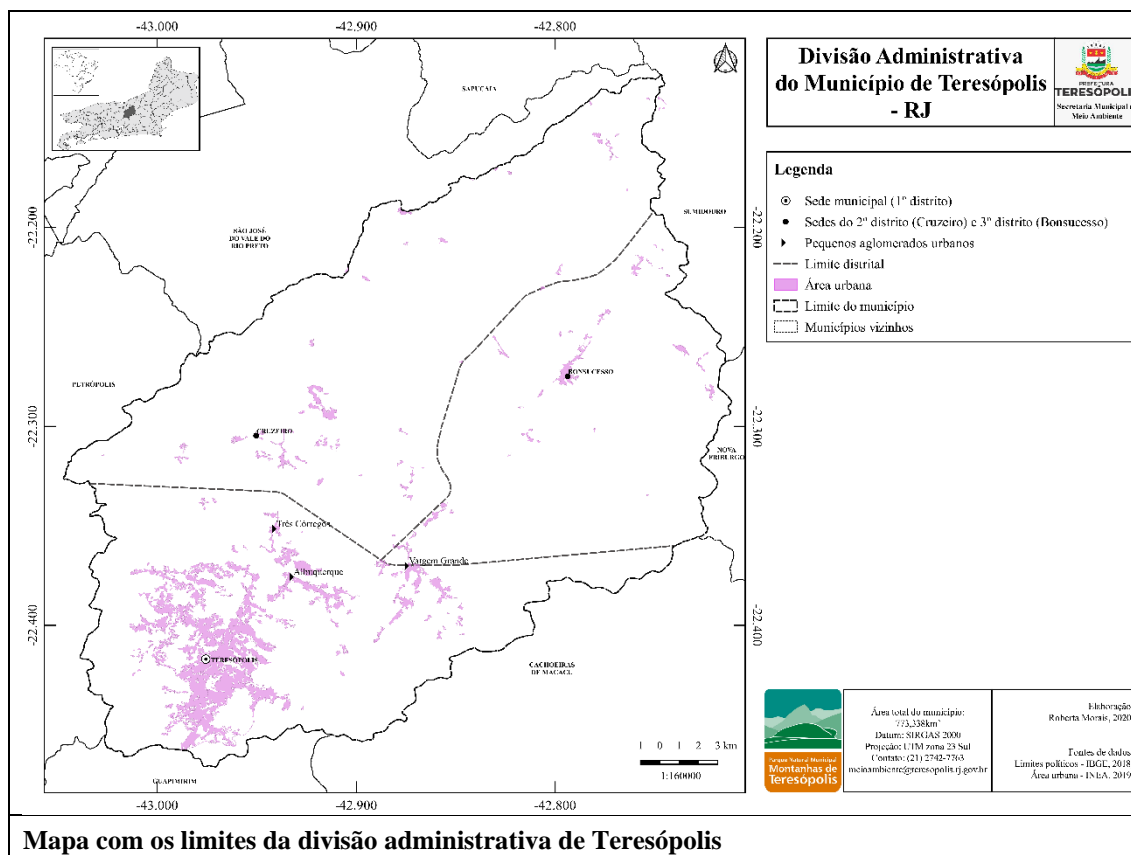 -43.000
-42.900
-42.800
Divisão Administrativa
do Município de Teresópolis
- RJ
PREFEITURA
TERESÓPOLI
Secretaria Municipal d
Meio Ambiente
SAPUCAIA
Legenda
Sede municipal (1º distrito)
Sedes do 2º distrito (Cruzeiro) e 3º distrito (Bonsucesso)
Pequenos aglomerados urbanos
Limite distrital
Área urbana
Limite do município
Municípios vizinhos
-22.200
SÃO JOSÉ
DO VALE DO
RIO PRETO
SUMIDOURO
-22.200
PETRÓPOLIS
BONSUCESSO
-22.300
CRUZEIRO
-22.300
NOVA
FRIBURGO
Três Córregos
Vargem Grande
Albuquerque
-22.400
-22.400
TERESÓPOLIS
CACHOEIRAS
DE MACACU
GUAPIMIRIM
1 0 1 2 3 km
1:160000
-43.000
-42.900
-42.800
Parque Natural Municipal
Montanhas de
Teresópolis
Área total do município:
773,338km²
Datum: SIRGAS 2000
Projeção: UTM zona 23 Sul
Contato: (21) 2742-7763
meioambiente@teresopolis.rj.gov.br
Elaboração
Roberta Morais, 2020
Fontes de dados
Limites políticos - IBGE, 2018
Área urbana - INEA, 2019
Mapa com os limites da divisão administrativa de Teresópolis